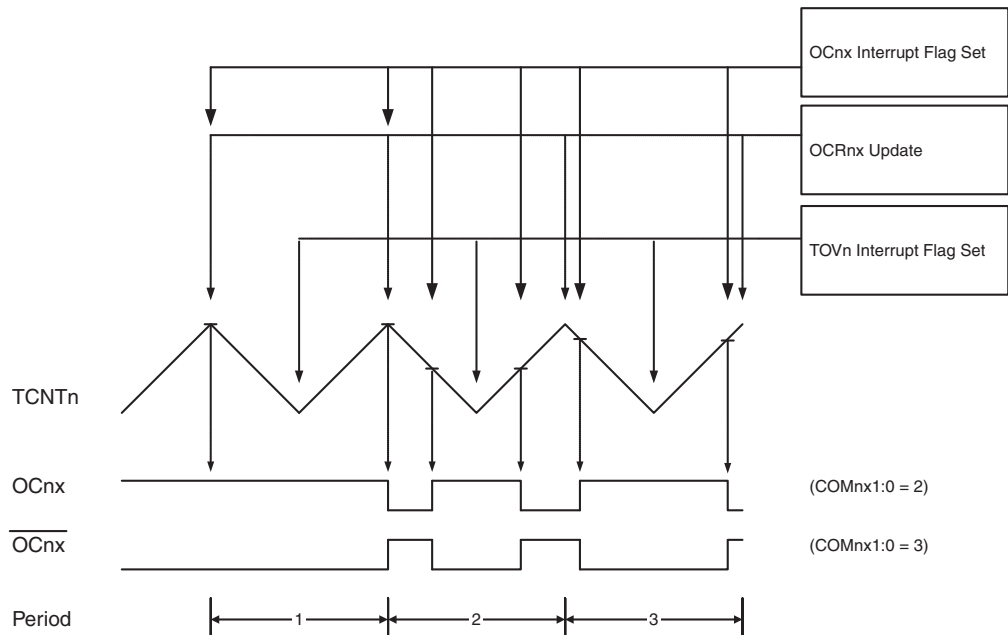 OCnx Interrupt Flag Set
OCRnx Update
TOVn Interrupt Flag Set
TCNTn
OCnx
(COMnx1:0 = 2)
OCnx
(COMnx1:0 = 3)
Period
1
2
3